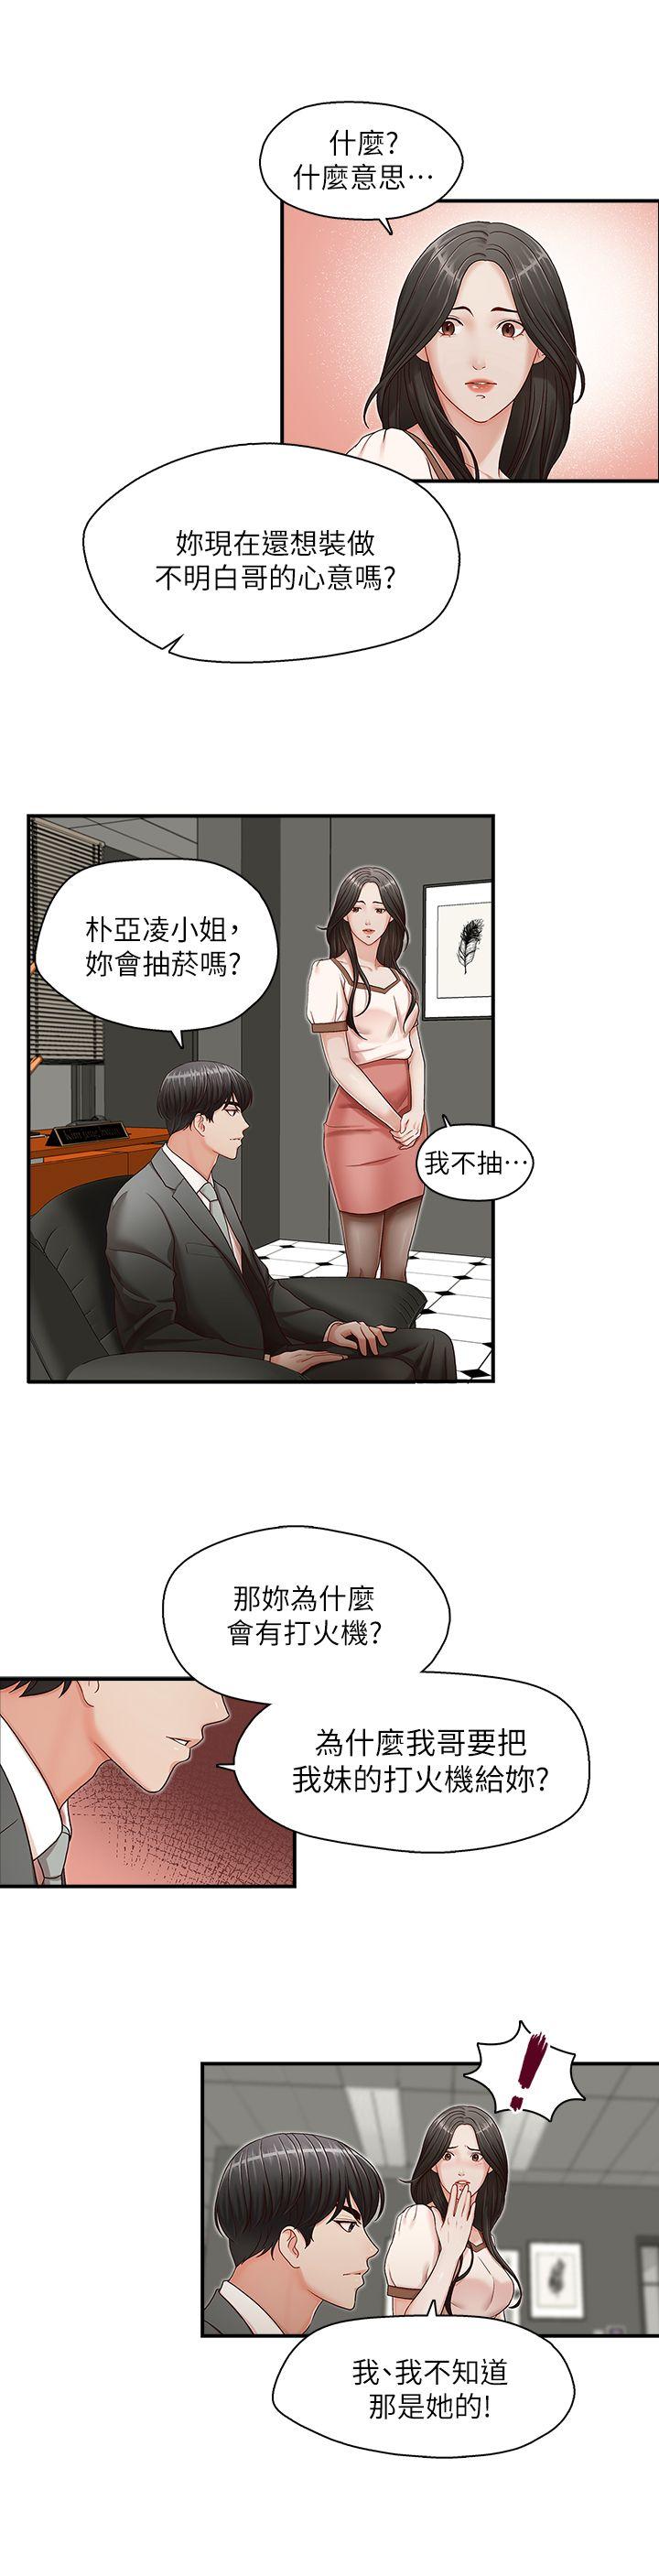 什麼?
什麼意思⋯
妳現在還想裝做
不明白哥的心意嗎?
朴亞凌小姐,
妳會抽菸嗎?
我不抽⋯
那妳為什麼
會有打火機?
為什麼我哥要把
我妹的打火機給妳?
!
我、我不知道
那是她的!